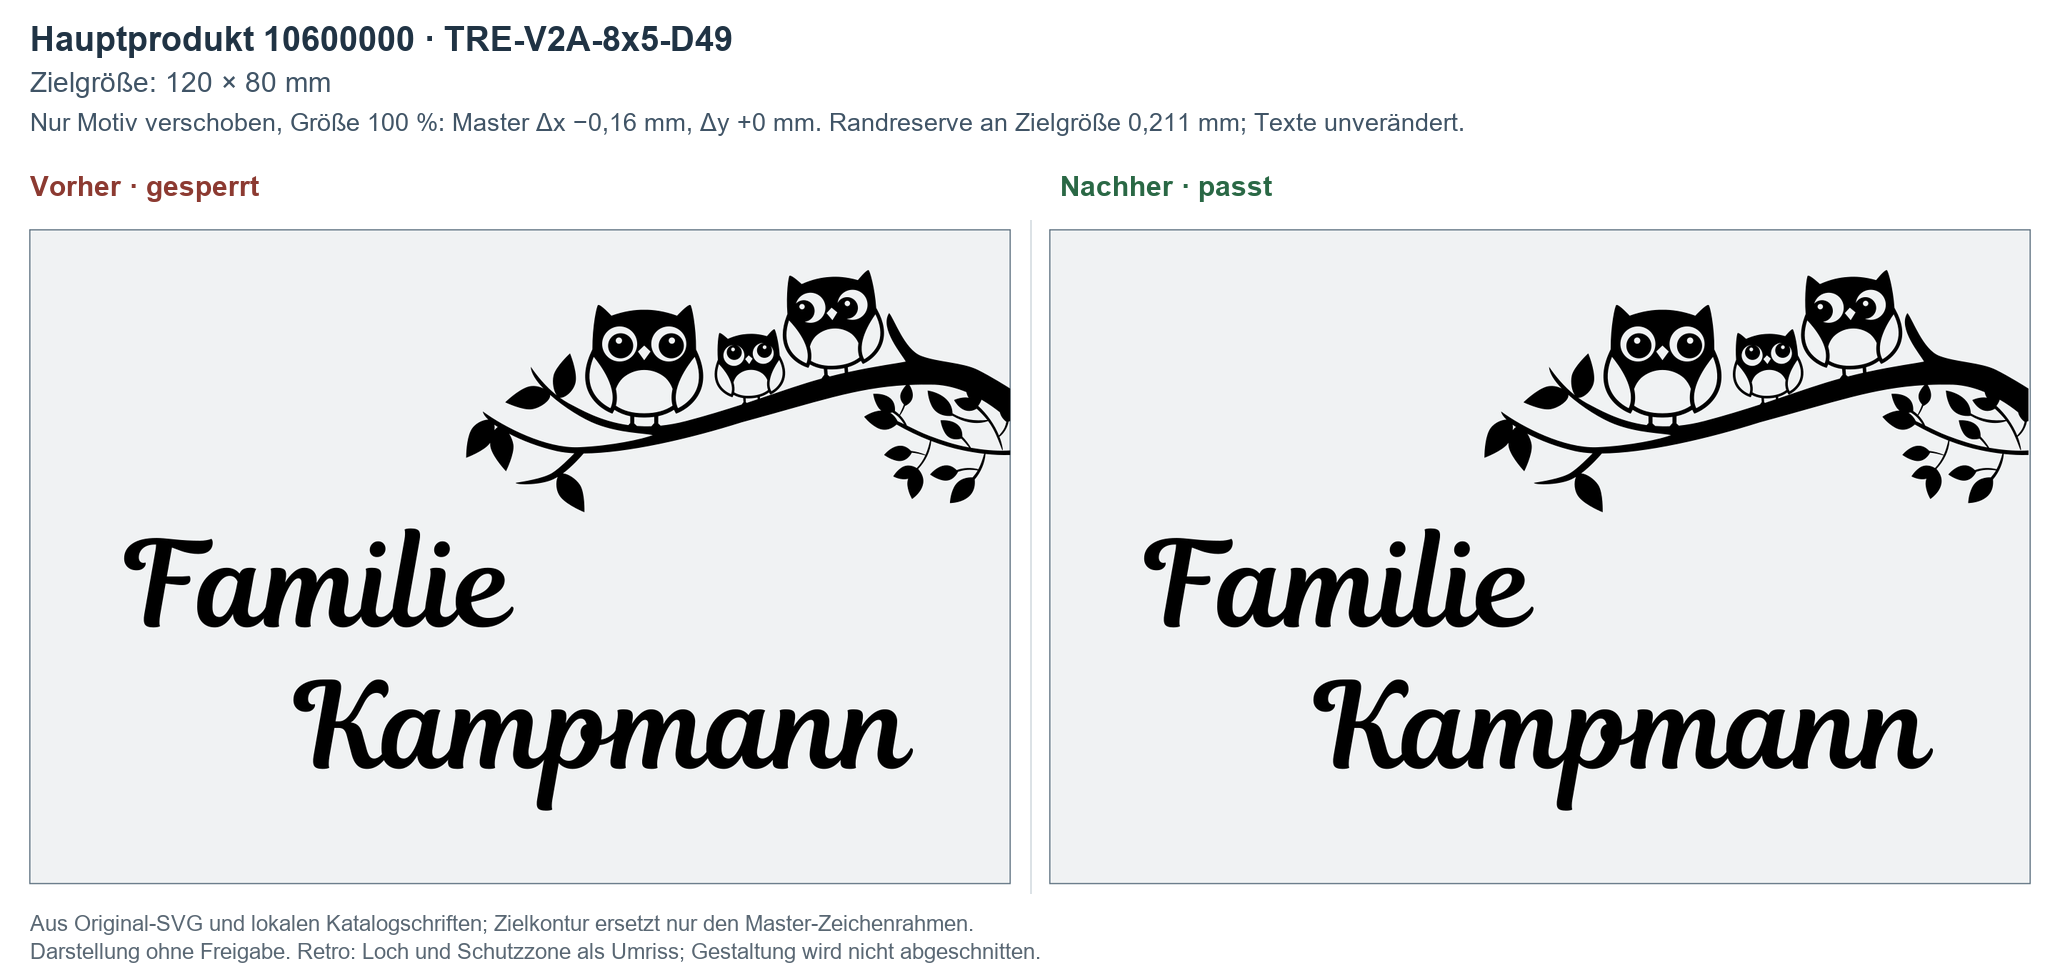 Hauptprodukt 10600000 · TRE-V2A-8x5-D49
Zielgröße: 120 × 80 mm
Nur Motiv verschoben, Größe 100 %: Master Δx −0,16 mm, Δy +0 mm. Randreserve an Zielgröße 0,211 mm; Texte unverändert.
Vorher · gesperrt
Familie
Kampmann
Nachher · passt
Familie
Kampmann
Aus Original-SVG und lokalen Katalogschriften; Zielkontur ersetzt nur den Master-Zeichenrahmen.
Darstellung ohne Freigabe. Retro: Loch und Schutzzone als Umriss; Gestaltung wird nicht abgeschnitten.